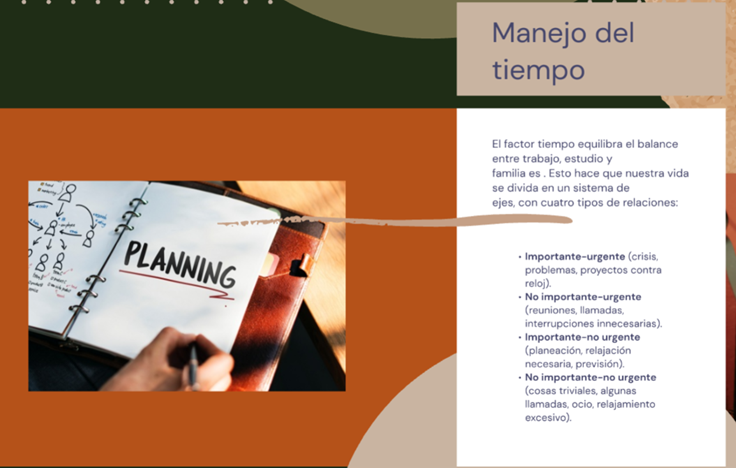 Manejo del
tiempo
El factor tiempo equilibra el balance
entre trabajo, estudio y
familia es . Esto hace que nuestra vida
se divida en un sistema de
ejes, con cuatro tipos de relaciones:
• Importante-urgente (crisis,
problemas, proyectos contra
reloj).
• No importante-urgente
(reuniones, llamadas,
interrupciones innecesarias).
• Importante-no urgente
(planeación, relajación
necesaria, previsión).
• No importante-no urgente
(cosas triviales, algunas
llamadas, ocio, relajamiento
excesivo).
PLANNING